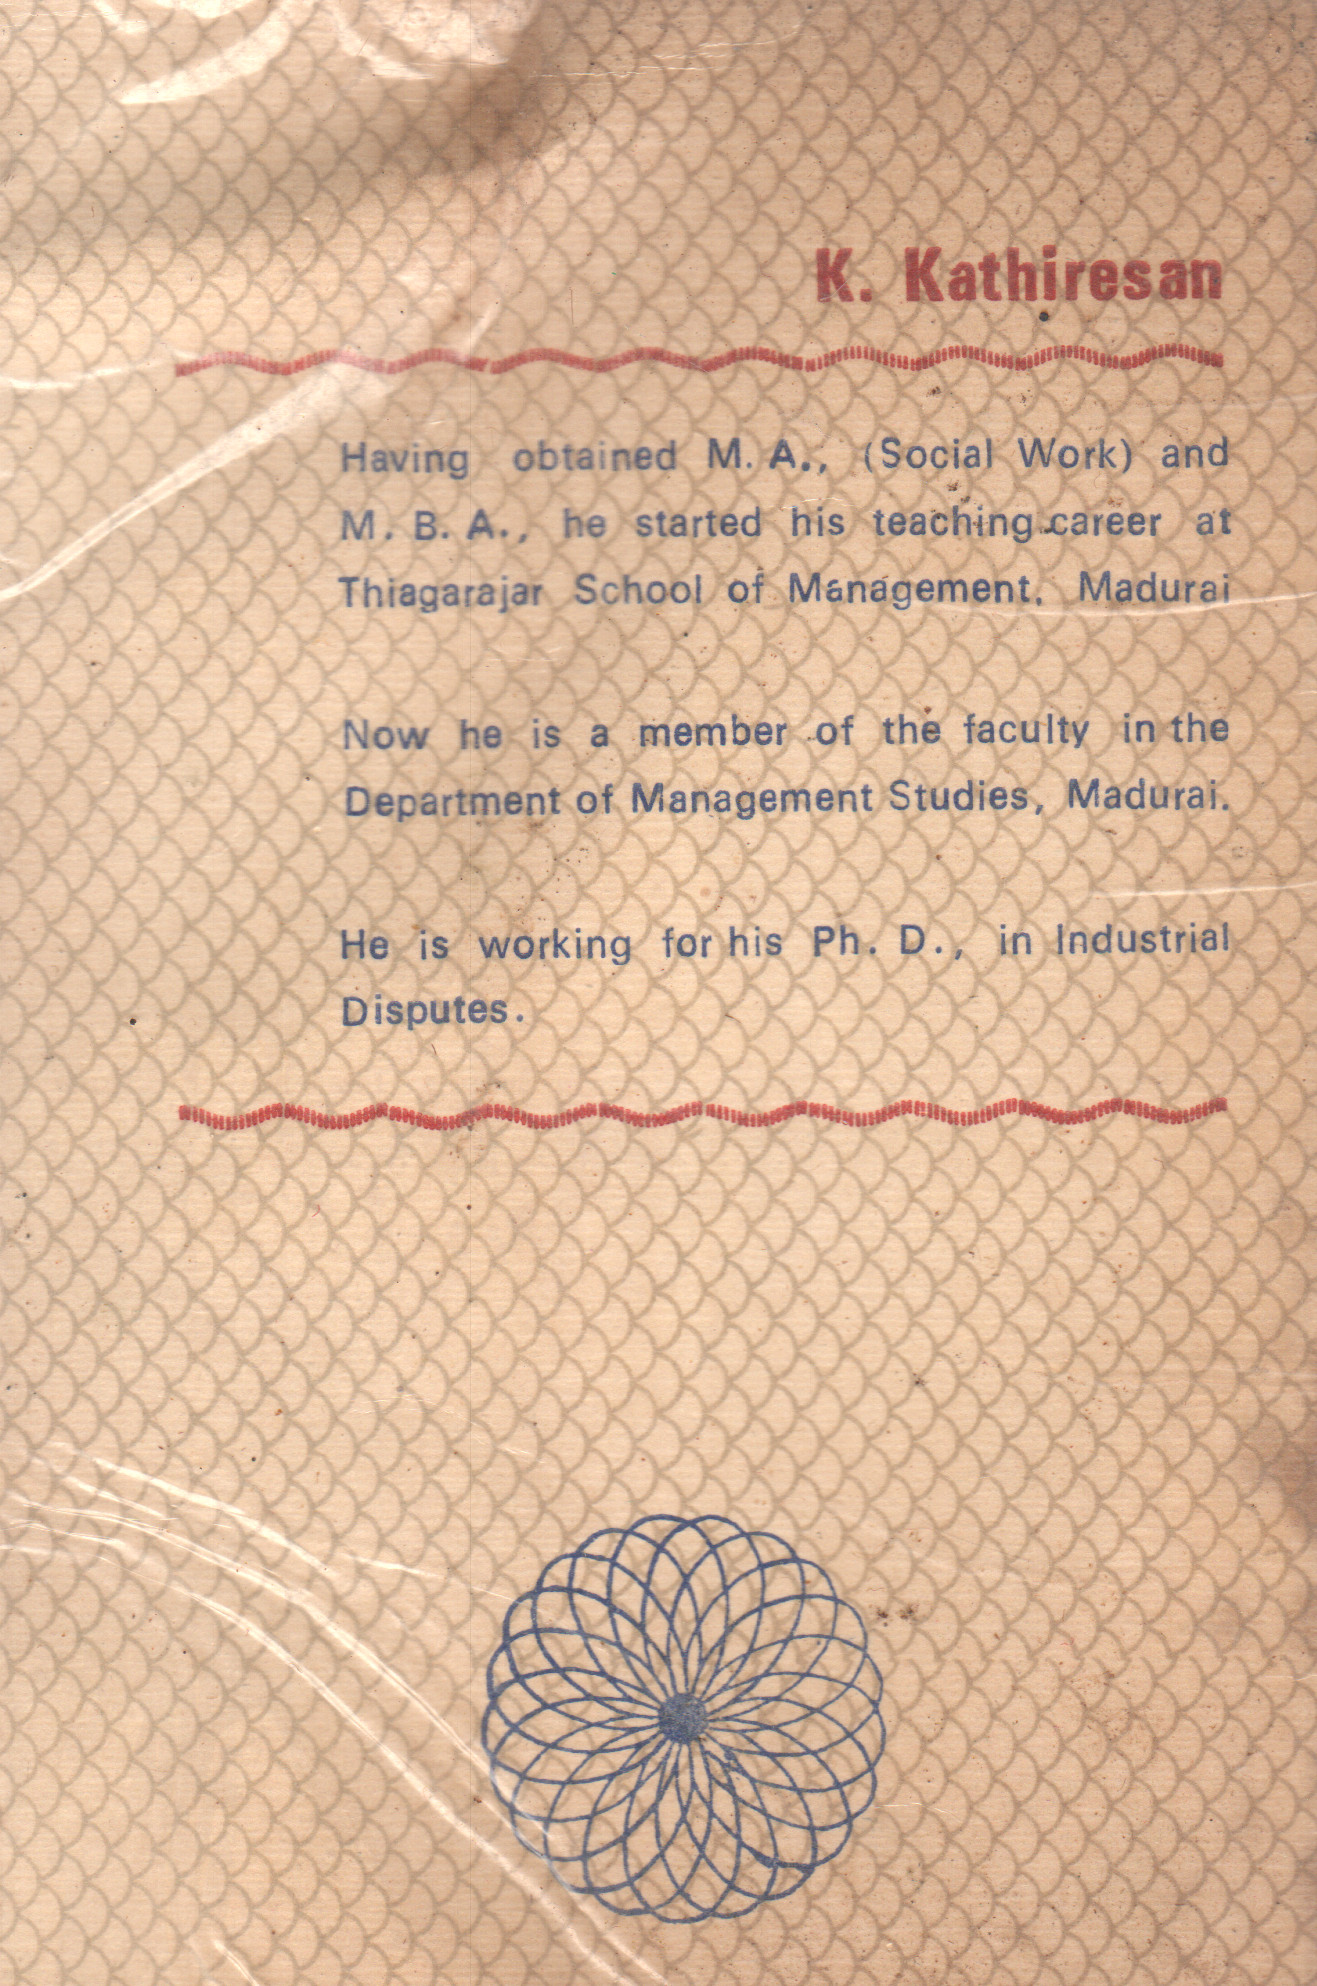 K. Kathiresan
Having obtained M. A., (Social Work) and
M. B. A., he started his teaching career at
Thiagarajar School of Management, Madurai
Now he is a member of the faculty in the
Department of Management Studies, Madurai.
He is working for his Ph. D., in Industrial
Disputes.